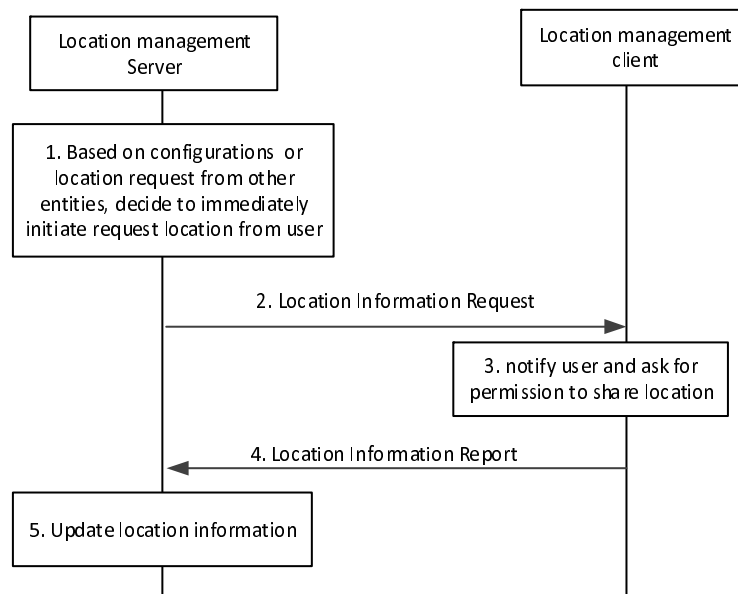 Location management
Server
Location management
client
1. Based on configurations or
location request from other
entities, decide to immediately
initiate request location from user
2. Location Information Request
3. notify user and ask for
permission to share location
4. Location Information Report
5. Update location information